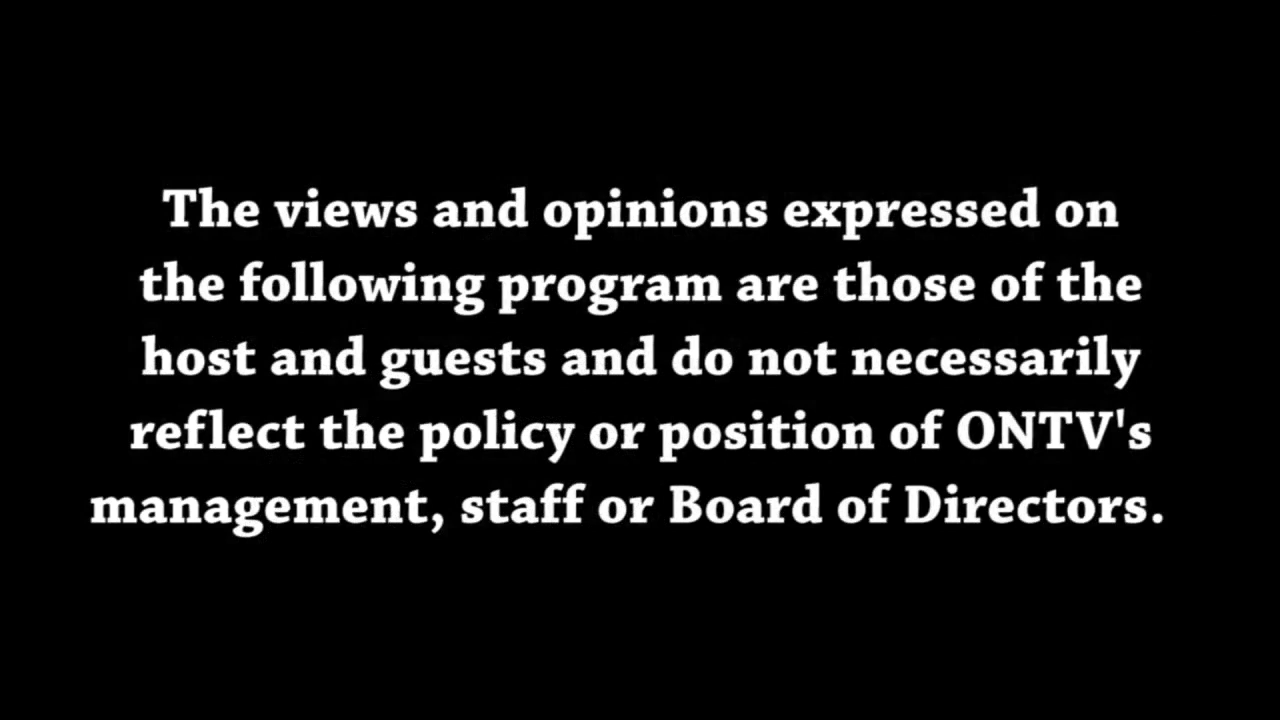 The views and opinions expressed on
the following program are those of the
host and guests and do not necessarily
reflect the policy or position of ONTV's
management, staff or Board of Directors.